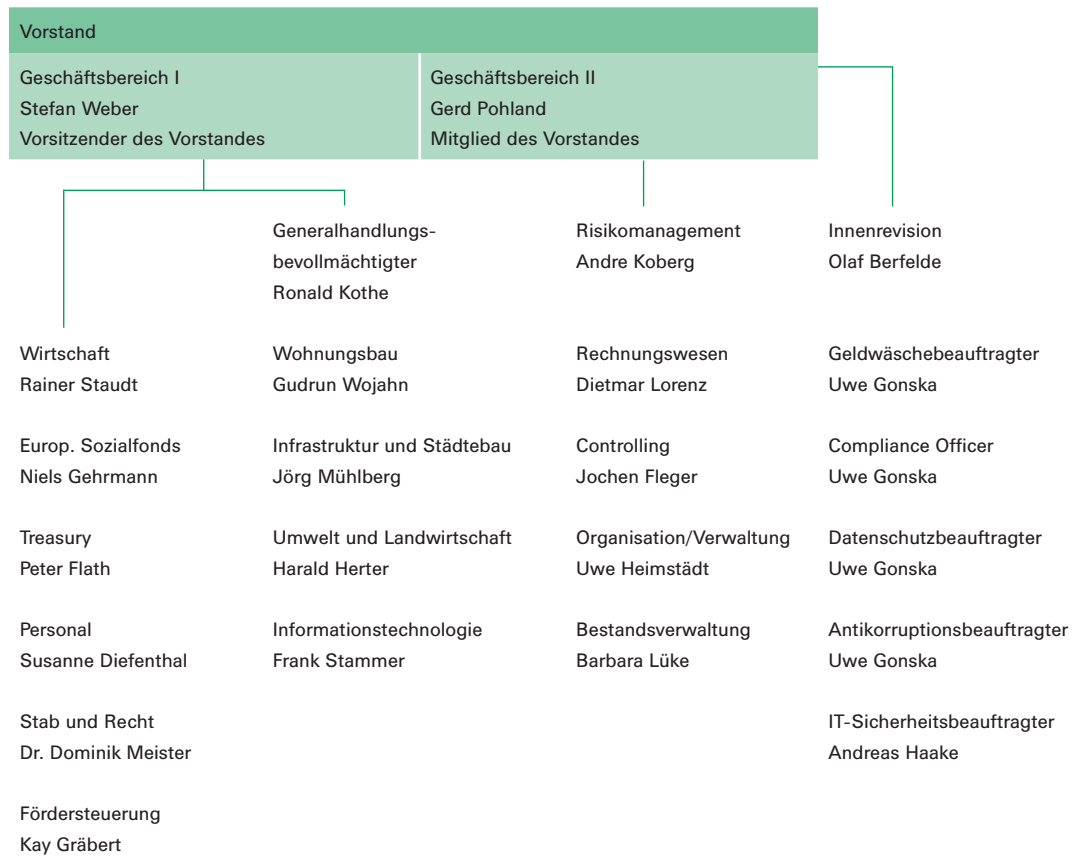 Vorstand
Geschäftsbereich I
Stefan Weber
Vorsitzender des Vorstandes
Geschäftsbereich II
Gerd Pohland
Mitglied des Vorstandes
Wirtschaft
Rainer Staudt
Europ. Sozialfonds
Niels Gehrmann
Treasury
Peter Flath
Personal
Susanne Diefenthal
Stab und Recht
Dr. Dominik Meister
Fördersteuerung
Kay Gräbert
Generalhandlungs-
bevollmächtigter
Ronald Kothe
Wohnungsbau
Gudrun Wojahn
Infrastruktur und Städtebau
Jörg Mühlberg
Umwelt und Landwirtschaft
Harald Herter
Informationstechnologie
Frank Stammer
Risikomanagement
Andre Koberg
Rechnungswesen
Dietmar Lorenz
Controlling
Jochen Fleger
Organisation/Verwaltung
Uwe Heimstädt
Bestandsverwaltung
Barbara Lüke
Innenrevision
Olaf Berfelde
Geldwäschebeauftragter
Uwe Gonska
Compliance Officer
Uwe Gonska
Datenschutzbeauftragter
Uwe Gonska
Antikorruptionsbeauftragter
Uwe Gonska
IT-Sicherheitsbeauftragter
Andreas Haake